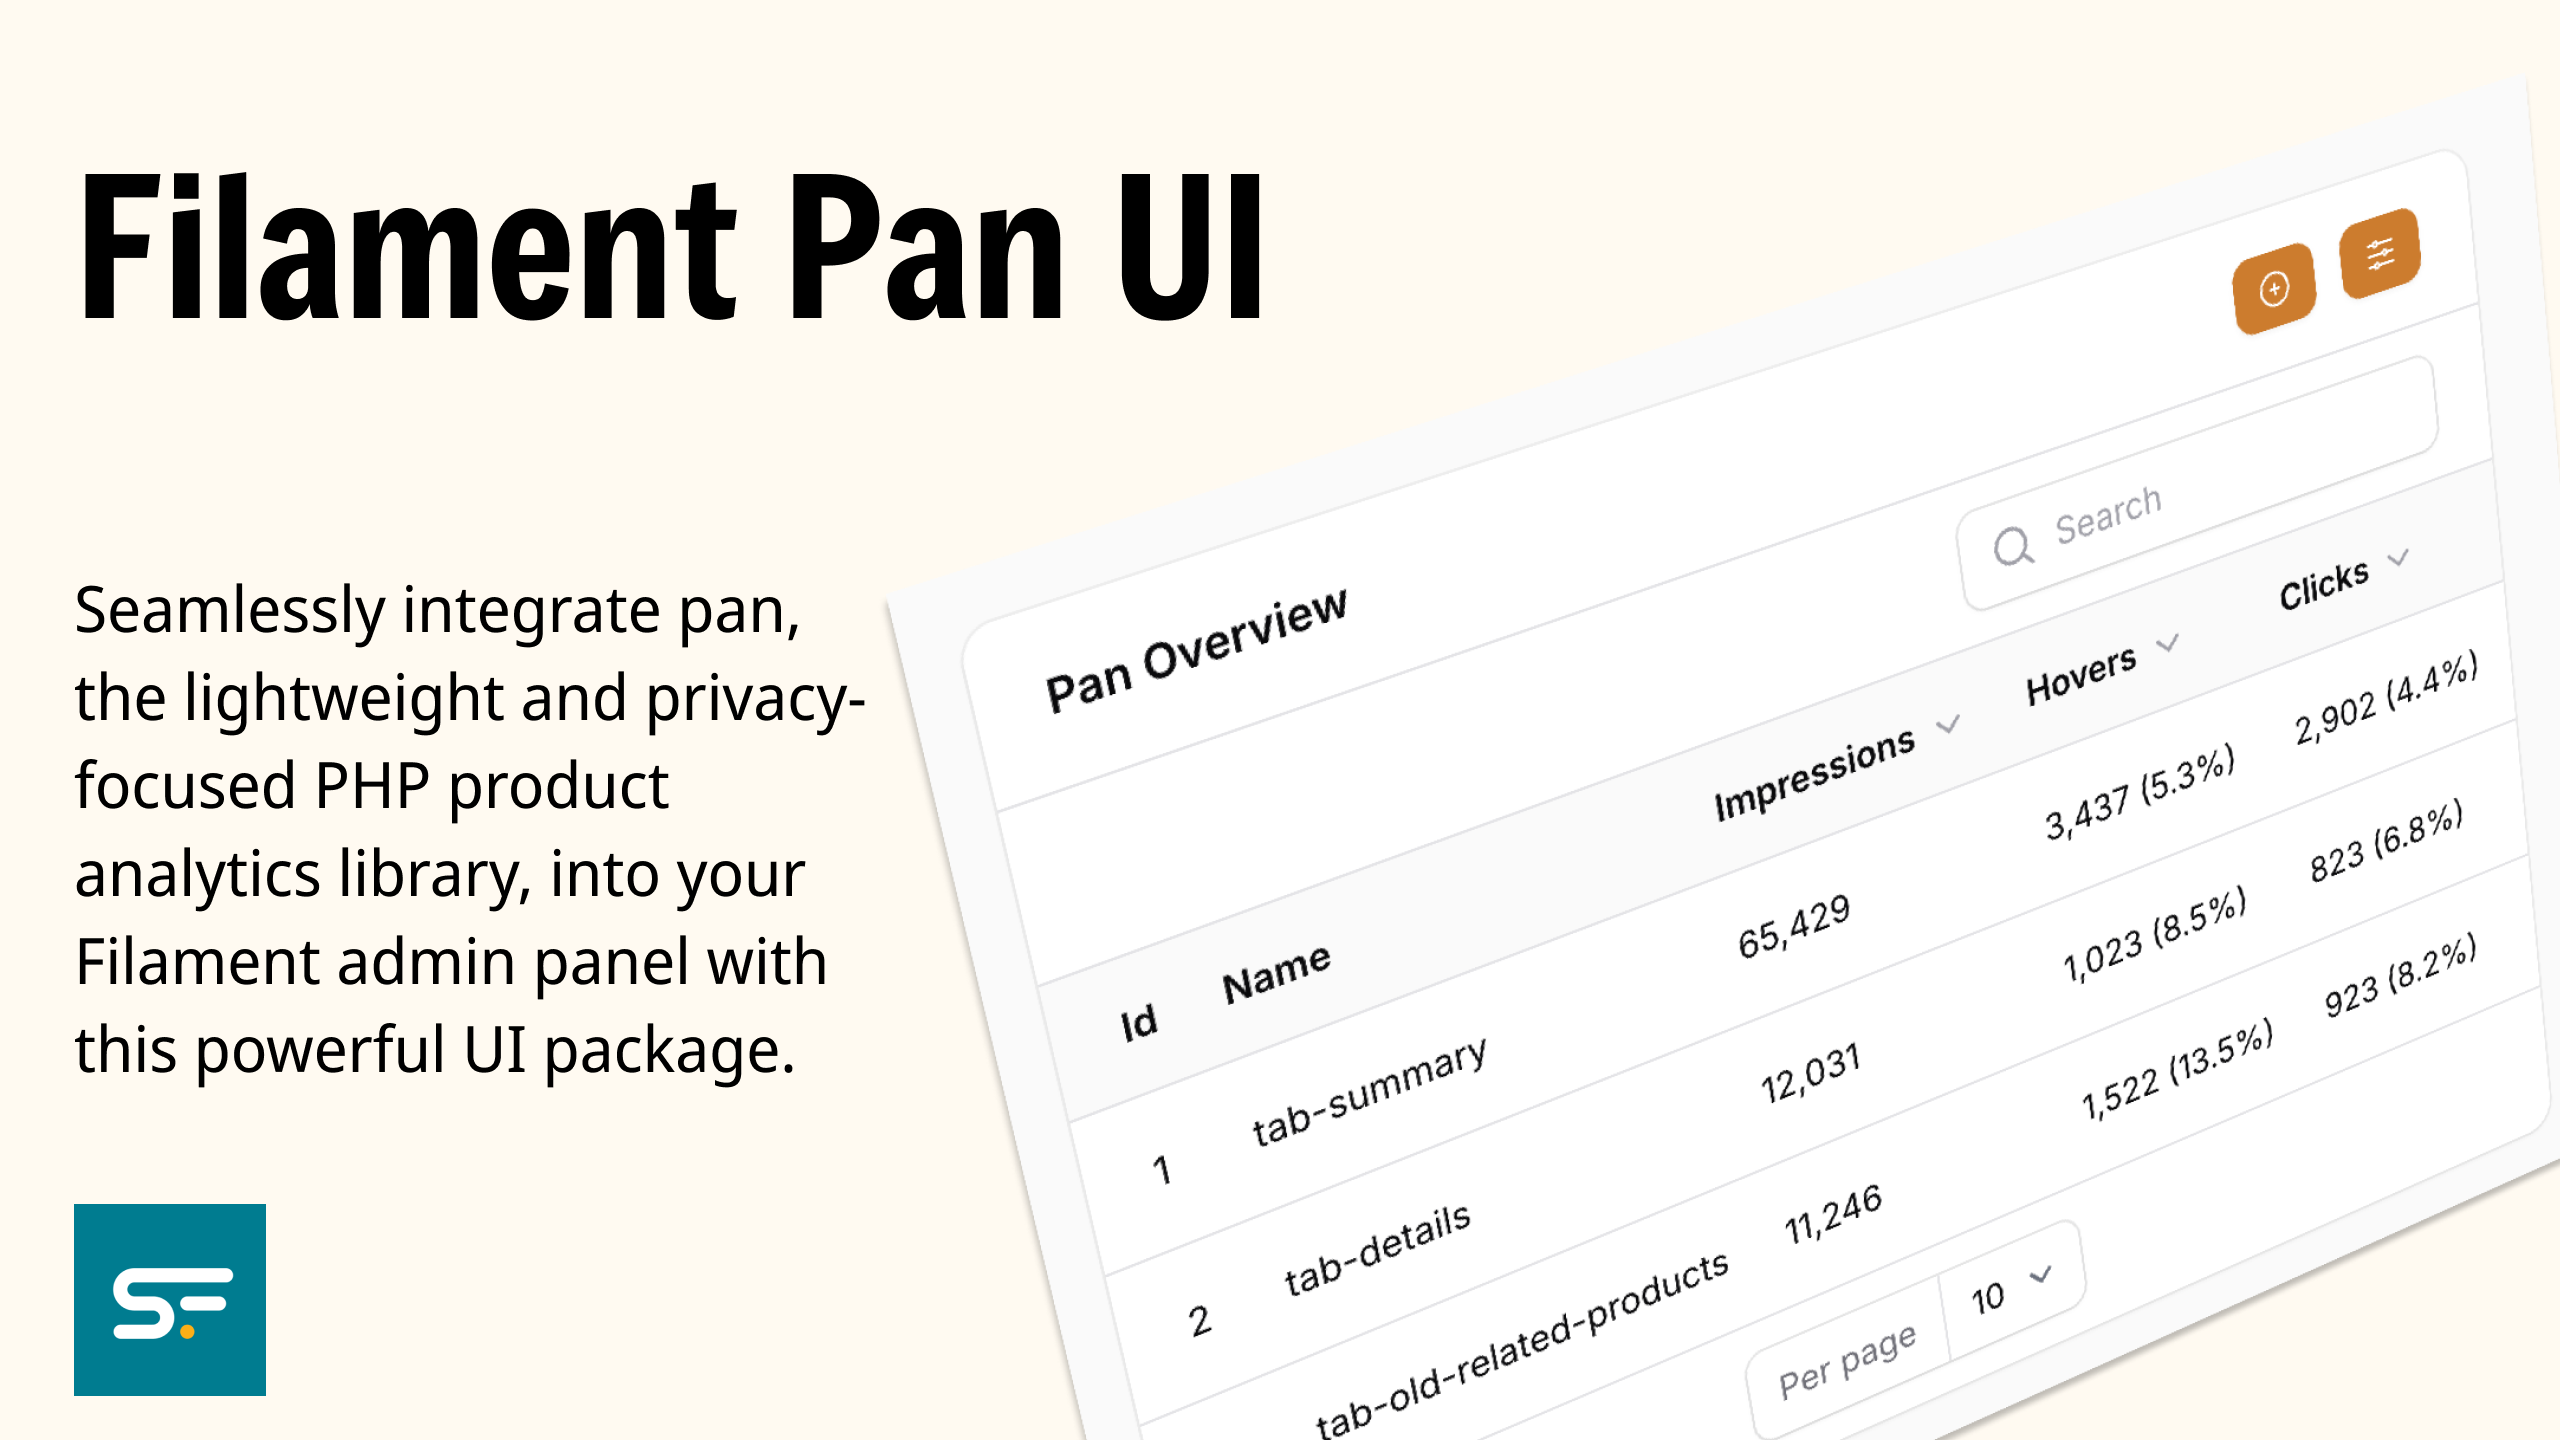 Filament Pan UI
Seamlessly integrate pan,
the lightweight and privacy-
focused PHP product
analytics library, into your
Filament admin panel with
this powerful UI package.
SF
Pan Overview
Search
Id Name Impressions Hovers Clicks
1 tab-summary 65,429 3,437 (5.3%) 2,902 (4.4%)
2 tab-details 12,031 1,023 (8.5%) 823 (6.8%)
tab-old-related-products 11,246 1,522 (13.5%) 923 (8.2%)
Per page 10